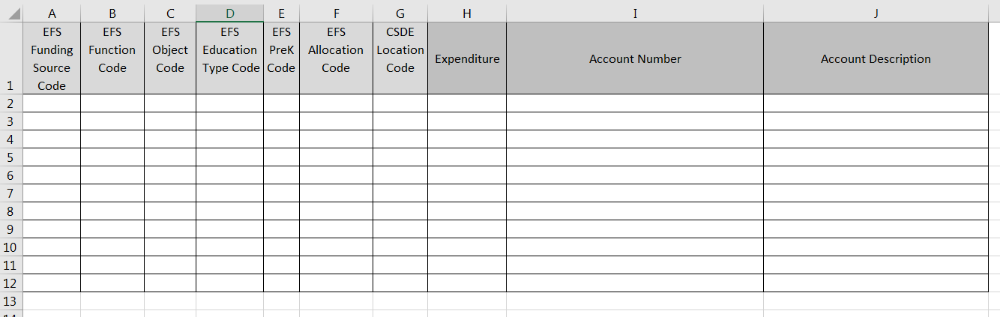 A B C D E F G H I J
EFS EFS EFS EFS EFS EFS CSDE
Funding Function Object Education PreK Allocation Location
Expenditure Account Number Account Description
Source Code Code Type Code Code Code Code
1 Code
2
3
4
5
6
7
8
9
10
11
12
13
14